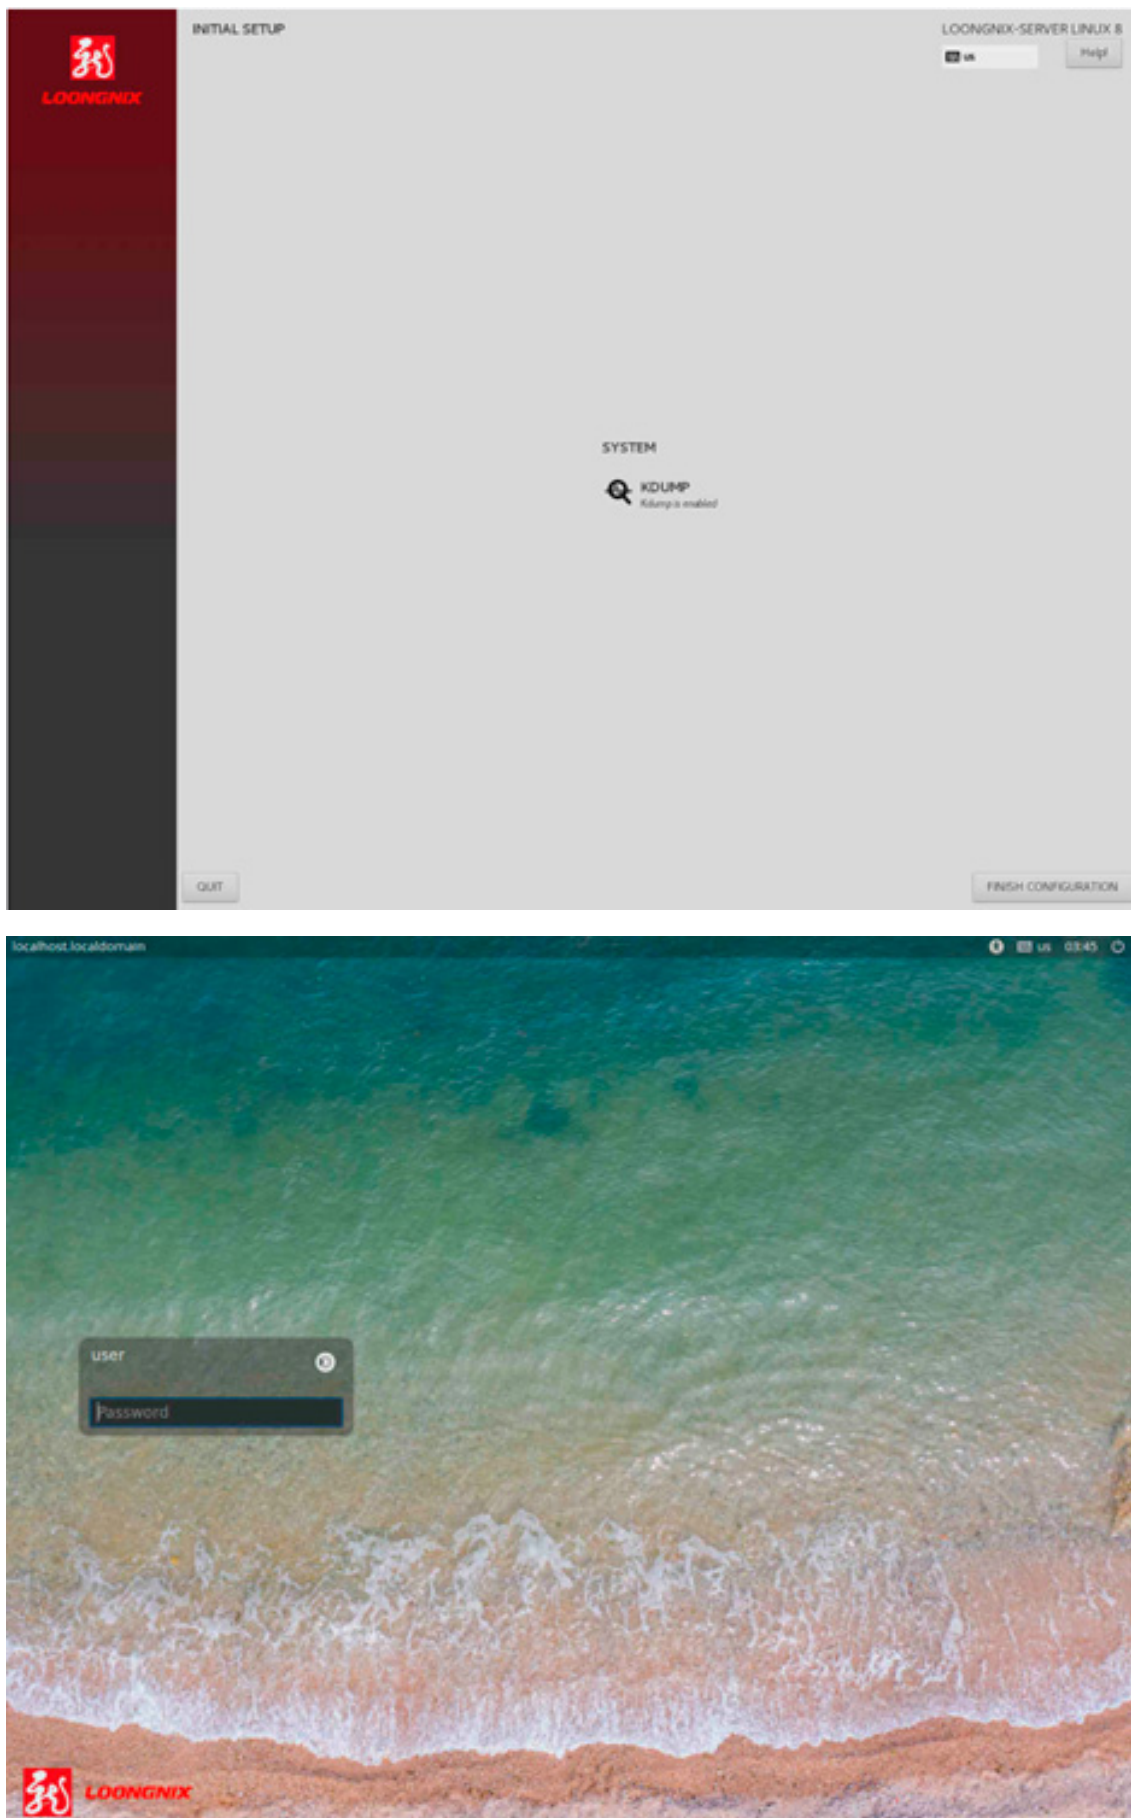 INITIAL SETUP
LOONGNIX-SERVER LINUX 8
us
Help!
LOONGNIX
SYSTEM
KDUMP
Kdump is enabled
QUIT
FINISH CONFIGURATION
localhost.localdomain
us 03:45
user
Password
LOONGNIX